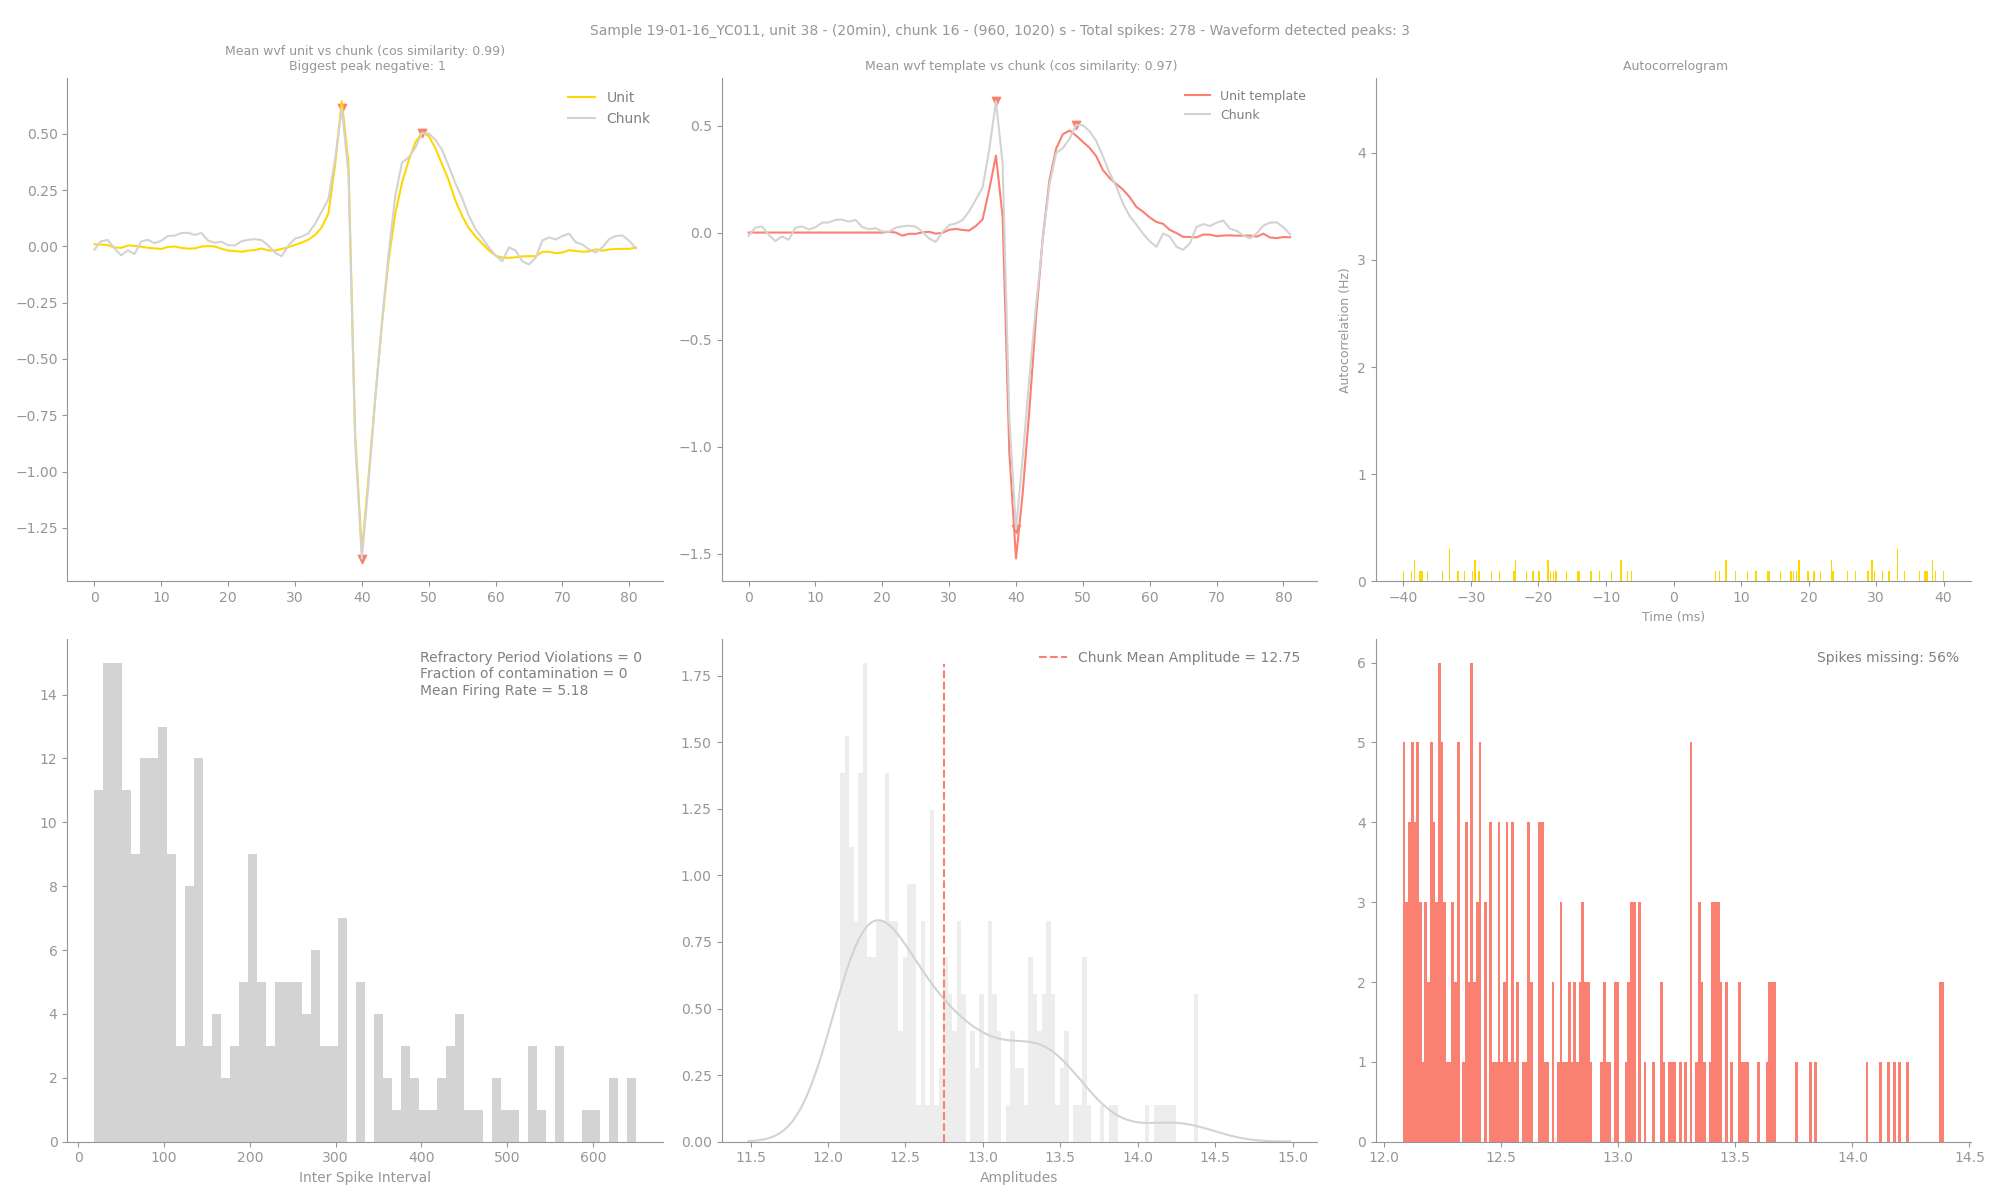 Sample 19-01-16_YC011, unit 38 - (20min), chunk 16 - (960, 1020) s - Total spikes: 278 - Waveform detected peaks: 3
Mean wvf unit vs chunk (cos similarity: 0.99)
Biggest peak negative: 1
Unit
Chunk
0.50
0.25
0.00
−0.25
−0.50
−0.75
−1.00
−1.25
0 10 20 30 40 50 60 70 80
Mean wvf template vs chunk (cos similarity: 0.97)
Unit template
Chunk
0.5
0.0
−0.5
−1.0
−1.5
0 10 20 30 40 50 60 70 80
Autocorrelogram
Autocorrelation (Hz)
4
3
2
1
0
−40 −30 −20 −10 0 10 20 30 40
Time (ms)
Refractory Period Violations = 0
Fraction of contamination = 0
Mean Firing Rate = 5.18
14
12
10
8
6
4
2
0
0 100 200 300 400 500 600
Inter Spike Interval
Chunk Mean Amplitude = 12.75
1.75
1.50
1.25
1.00
0.75
0.50
0.25
0.00
11.5 12.0 12.5 13.0 13.5 14.0 14.5 15.0
Amplitudes
Spikes missing: 56%
6
5
4
3
2
1
0
12.0 12.5 13.0 13.5 14.0 14.5